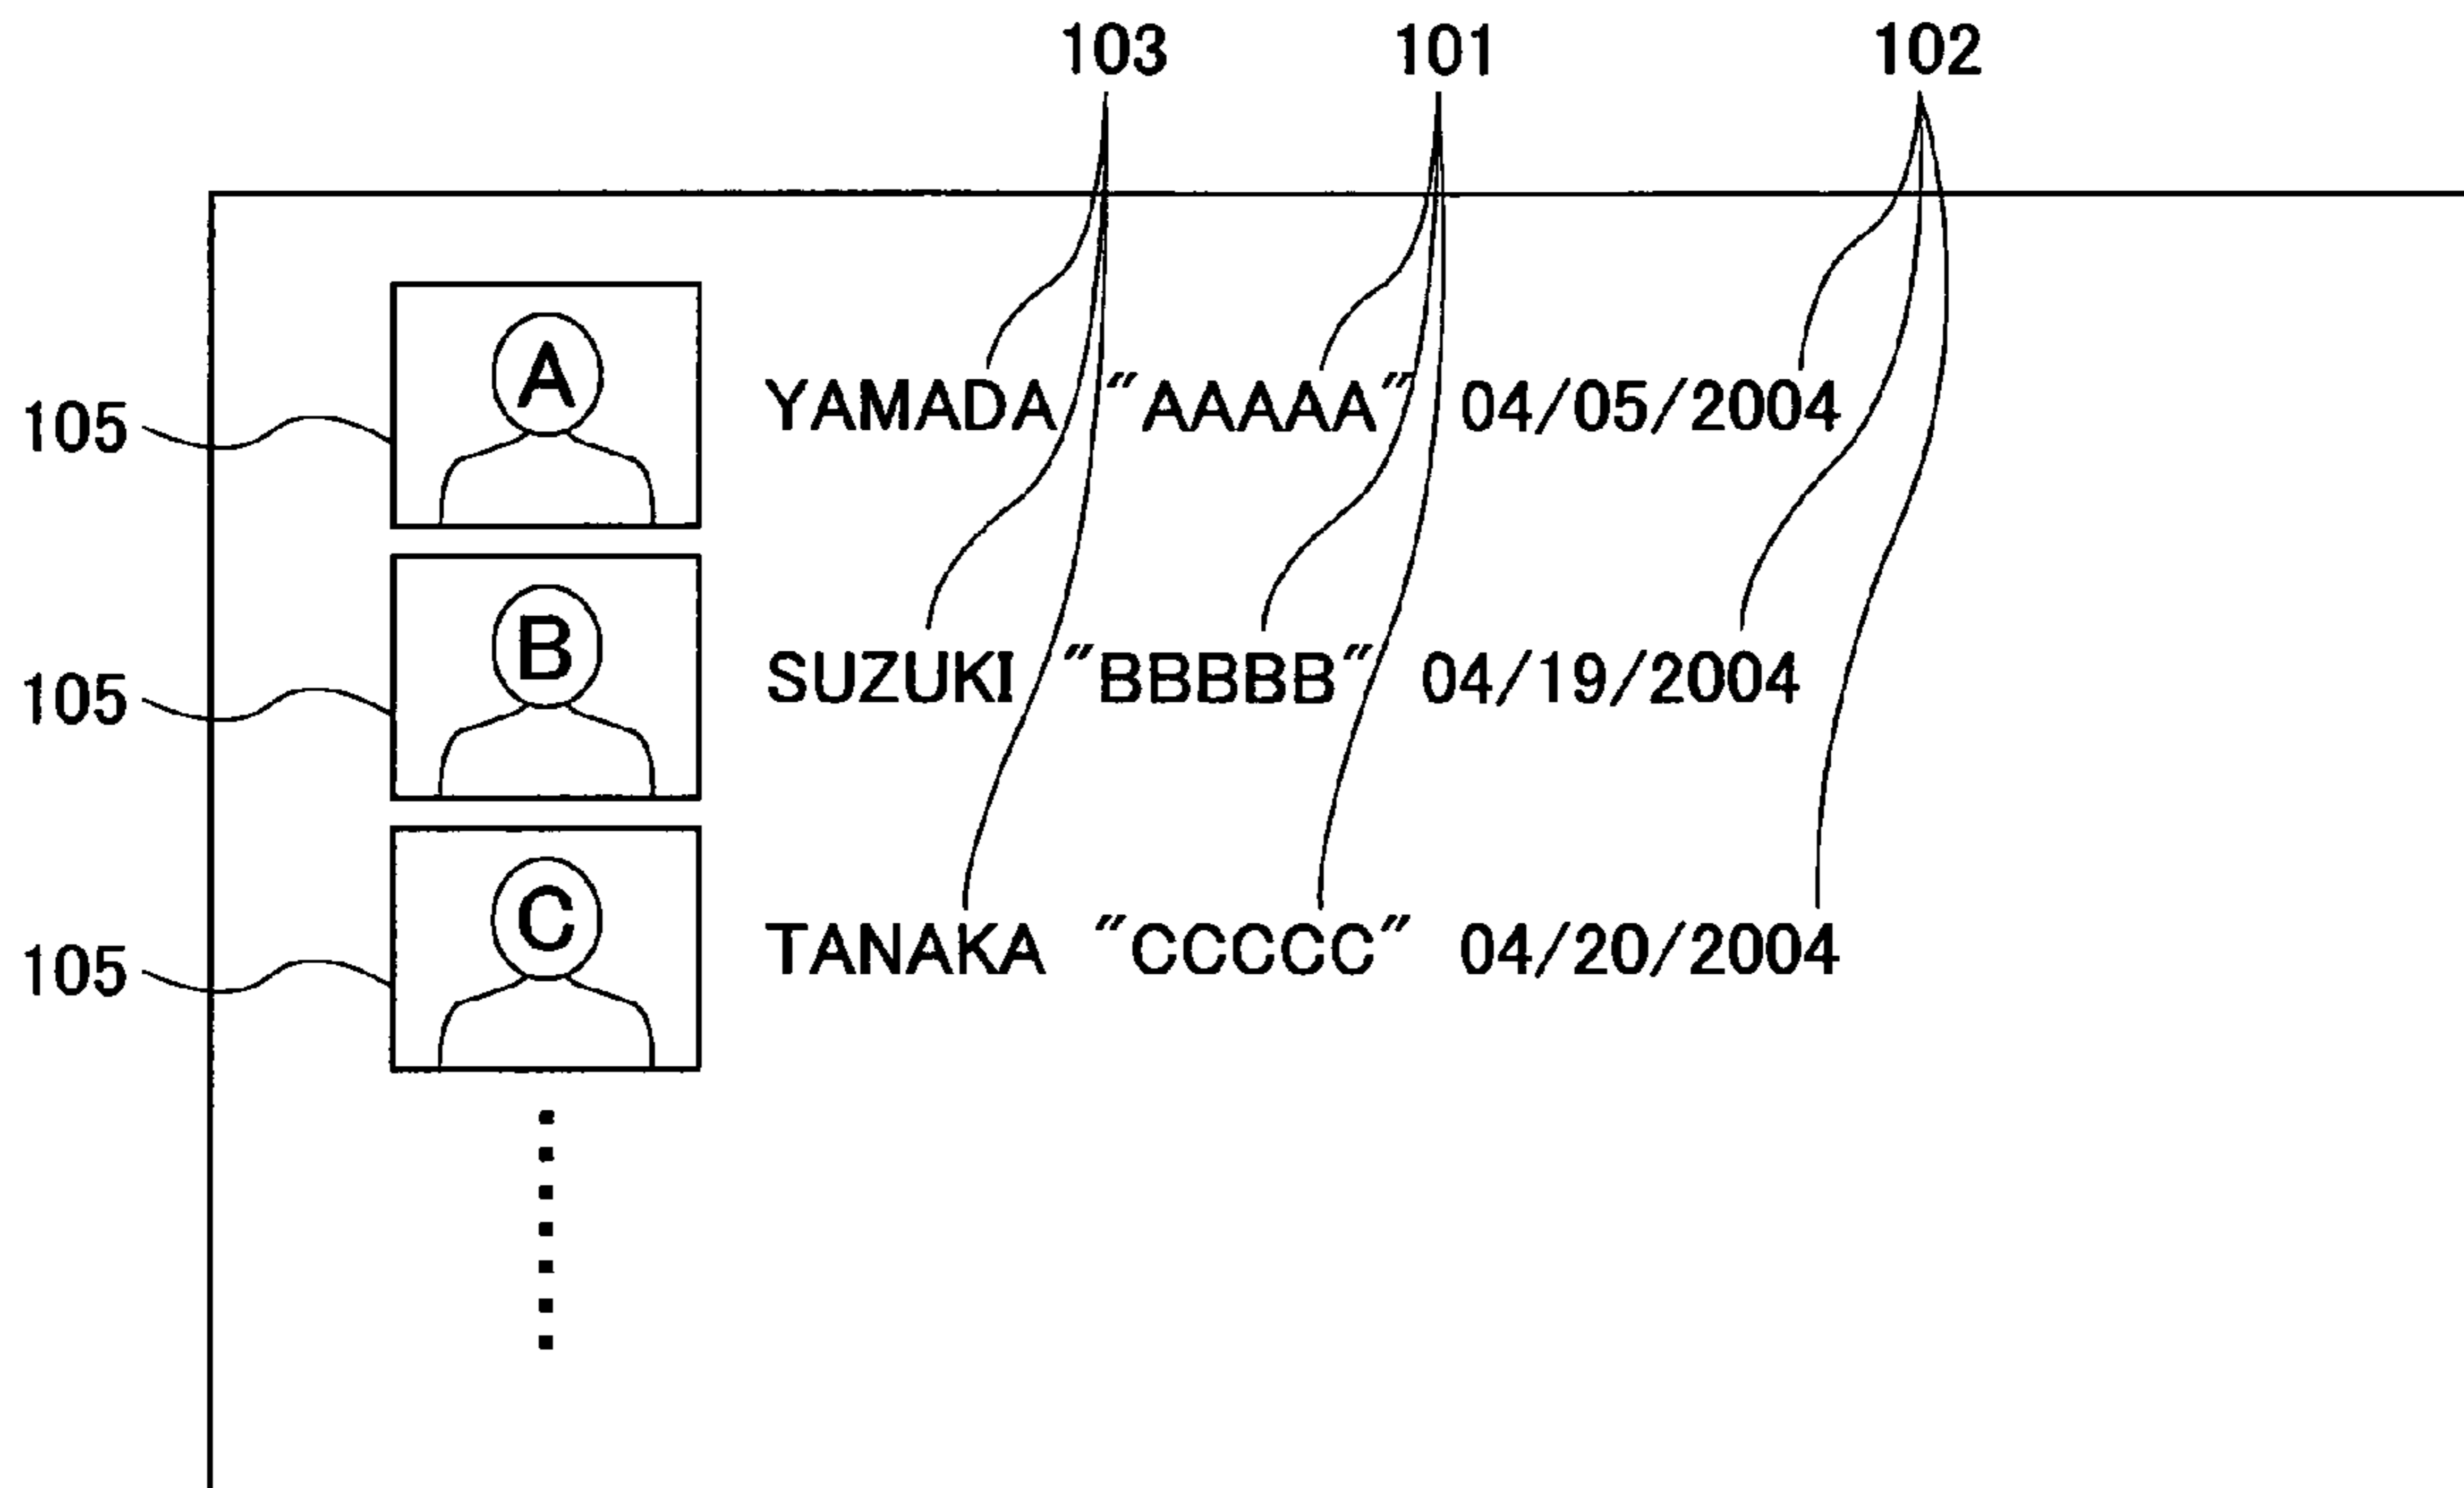 103 101 102
A
105 YAMADA "AAAAA" 04/05/2004
B
105 SUZUKI "BBBBB" 04/19/2004
C
105 TANAKA "CCCCC" 04/20/2004